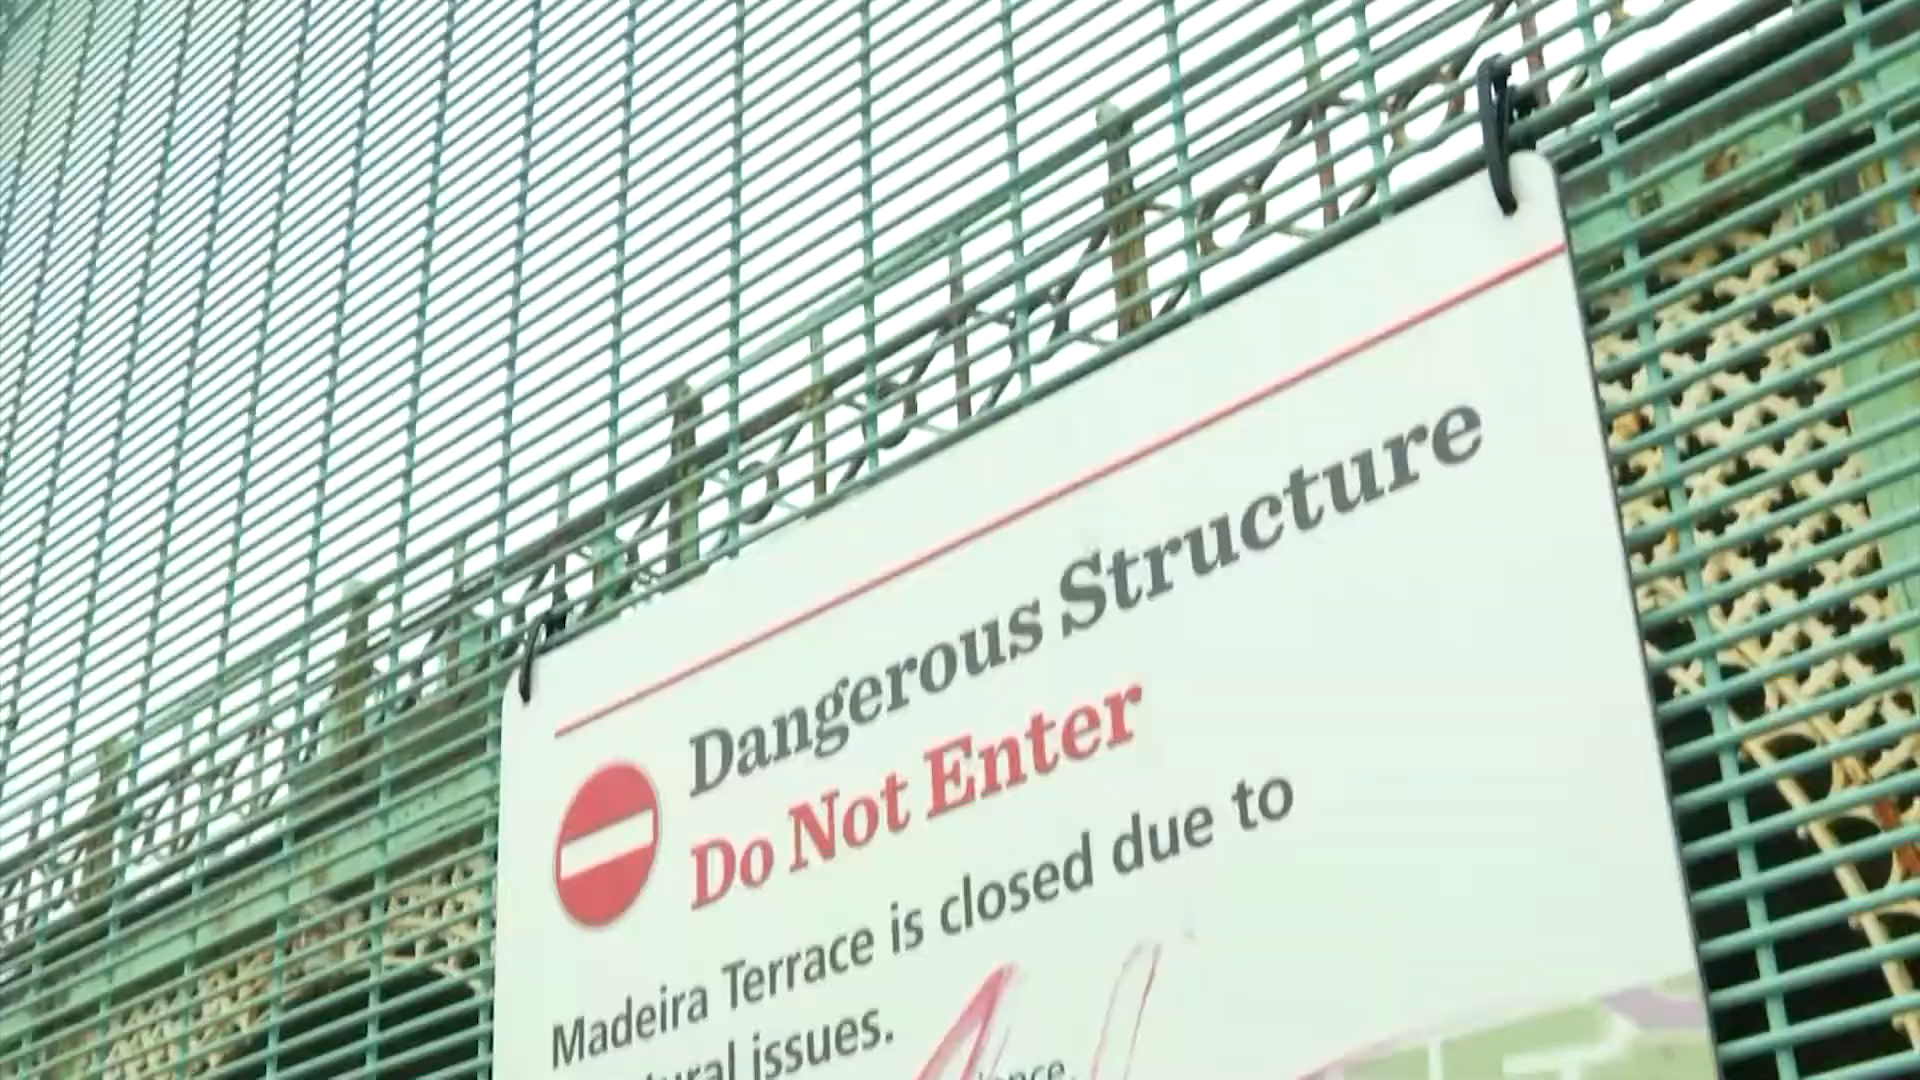 Dangerous Structure
Do Not Enter
Madeira Terrace is closed due to
issues.